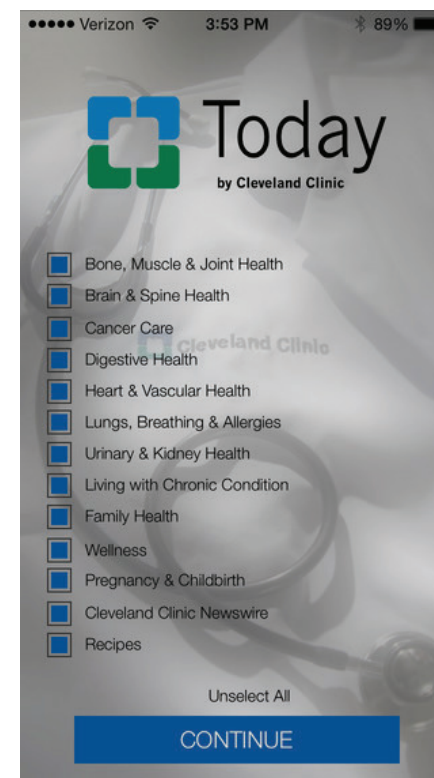 Verizon 3:53 PM 89%
Today
by Cleveland Clinic
Bone, Muscle & Joint Health
Brain & Spine Health
Cancer Care
Cleveland Clinic
Digestive Health
Heart & Vascular Health
Lungs, Breathing & Allergies
Urinary & Kidney Health
Living with Chronic Condition
Family Health
Wellness
Pregnancy & Childbirth
Cleveland Clinic Newswire
Recipes
Unselect All
CONTINUE